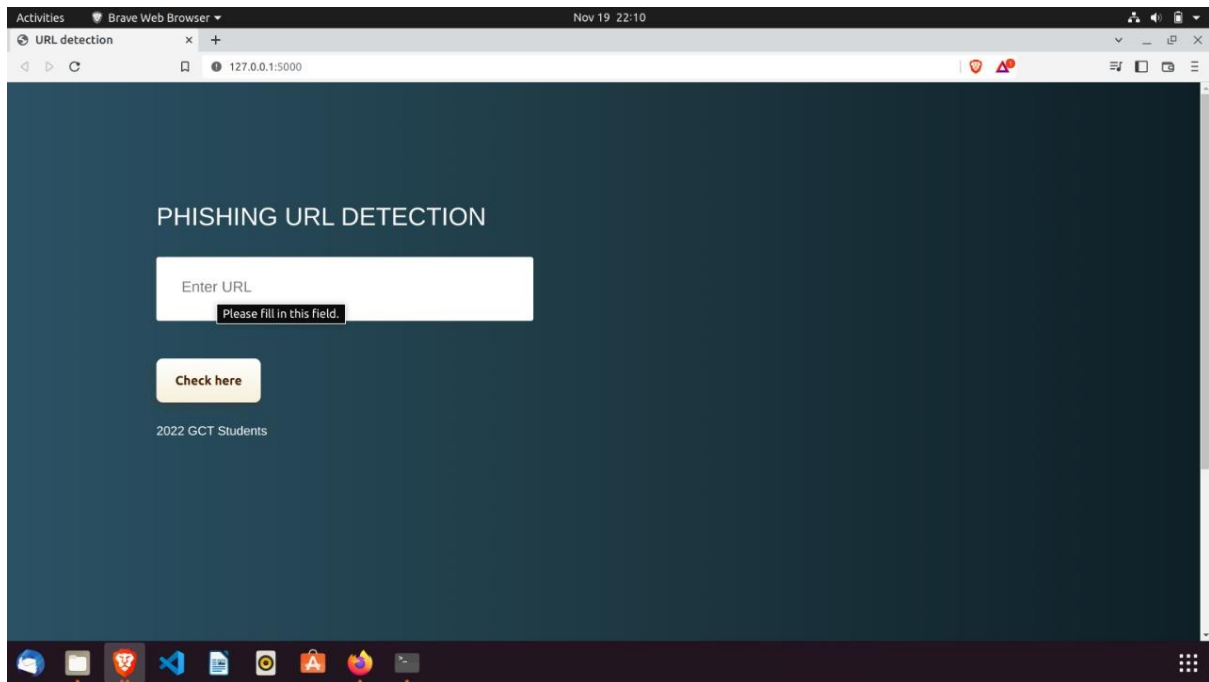 Activities Brave Web Browser Nov 19 22:10
URL detection
127.0.0.1:5000
PHISHING URL DETECTION
Enter URL
Please fill in this field.
Check here
2022 GCT Students